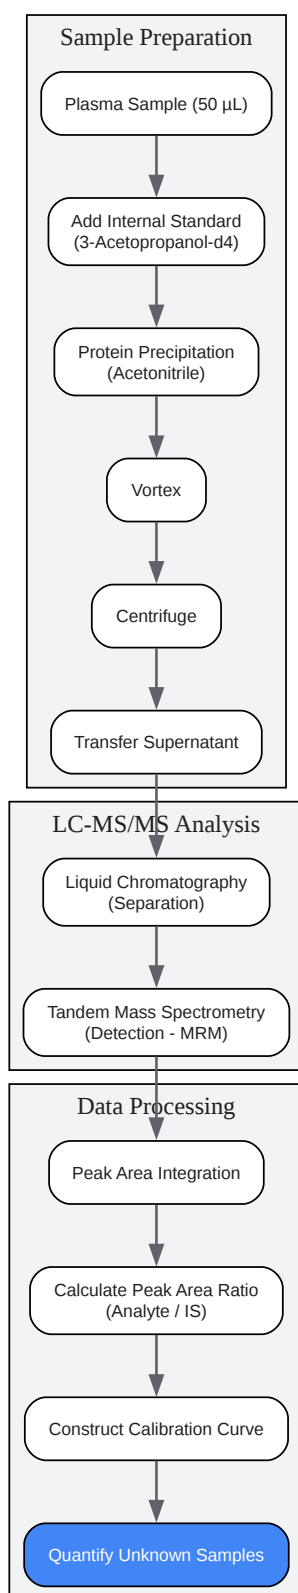 Sample Preparation
Plasma Sample (50 µL)
Add Internal Standard
(3-Acetopropanol-d4)
Protein Precipitation
(Acetonitrile)
Vortex
Centrifuge
Transfer Supernatant
LC-MS/MS Analysis
Liquid Chromatography
(Separation)
Tandem Mass Spectrometry
(Detection - MRM)
Data Processing
Peak Area Integration
Calculate Peak Area Ratio
(Analyte / IS)
Construct Calibration Curve
Quantify Unknown Samples